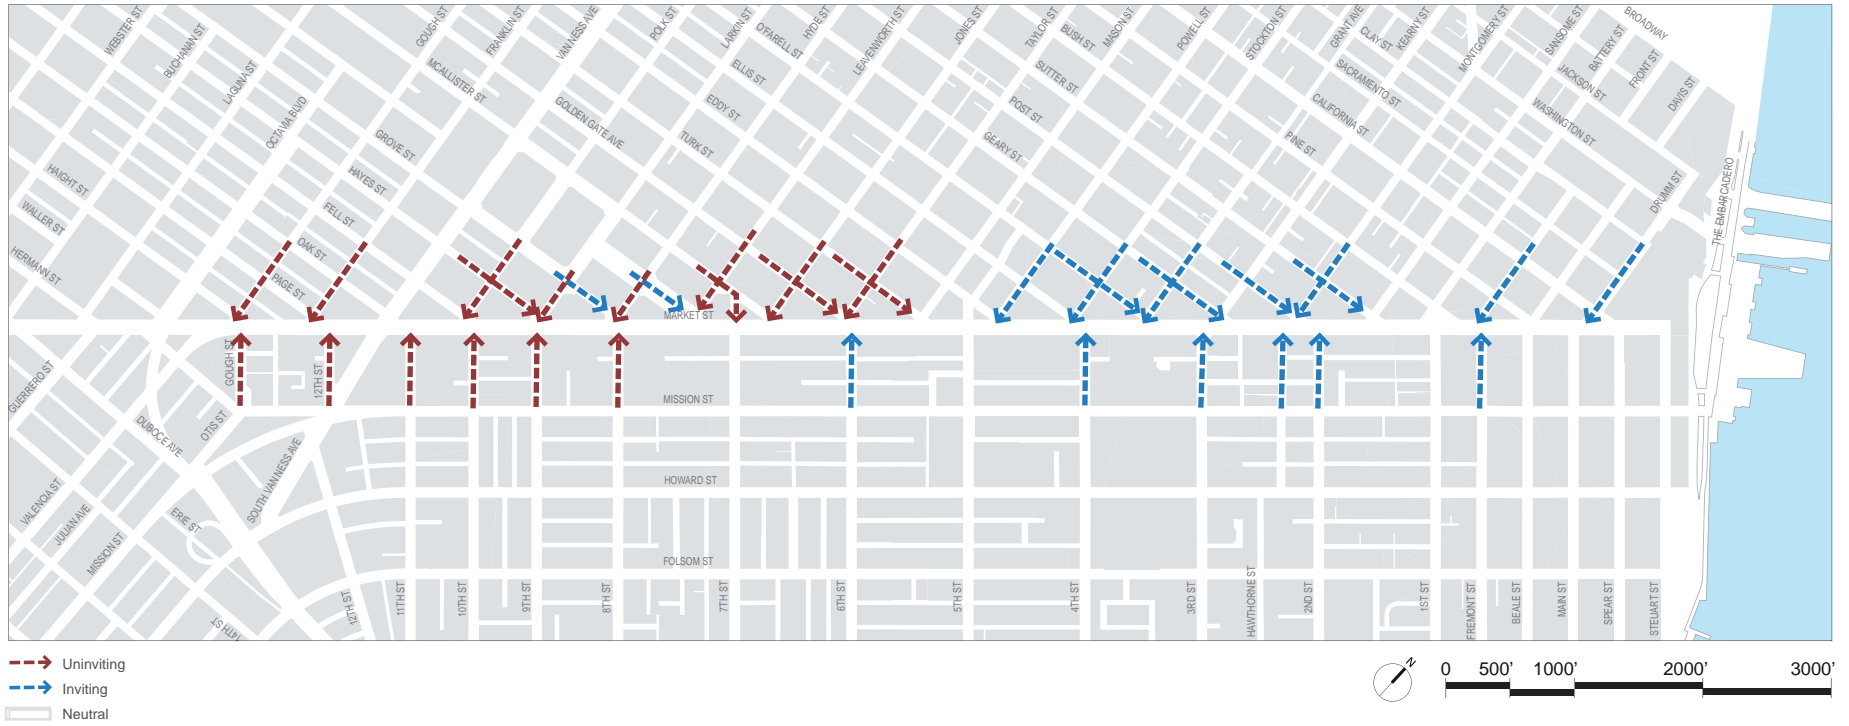 WEBSTER ST
BUCHANAN ST
LAGUNA ST
OCTAVIA BLVD
GOUGH ST
FRANKLIN ST
VAN NESS AVE
POLK ST
LARKIN ST
O'FARELL ST
HYDE ST
LEAVENWORTH ST
JONES ST
TAYLOR ST
BUSH ST
MASON ST
POWELL ST
STOCKTON ST
GRANT AVE
CLAY ST
KEARNY ST
MONTGOMERY ST
SANSOME ST
BATTERY ST
BROADWAY
FRONT ST
DAVIS ST
JACKSON ST
MCALLISTER ST
ELLIS ST
EDDY ST
SUTTER ST
POST ST
SACRAMENTO ST
CALIFORNIA ST
WASHINGTON ST
GOLDEN GATE AVE
TURK ST
GEARY ST
PINE ST
GROVE ST
HAYES ST
FELL ST
OAK ST
PAGE ST
HAIGHT ST
WALLER ST
HERMANN ST
DRUMM ST
THE EMBARCADERO
MARKET ST
GOUGH ST
12TH ST
GUERRERO ST
MISSION ST
OTIS ST
DUBOCE AVE
SOUTH VAN NESS AVE
HOWARD ST
VALENCIA ST
JULIAN AVE
ERIE ST
MISSION ST
FOLSOM ST
14TH ST
12TH ST
11TH ST
10TH ST
9TH ST
8TH ST
7TH ST
6TH ST
5TH ST
4TH ST
3RD ST
HAWTHORNE ST
2ND ST
1ST ST
FREMONT ST
BEALE ST
MAIN ST
SPEAR ST
STEUART ST
Uninviting
Inviting
Neutral
N
0 500' 1000' 2000' 3000'